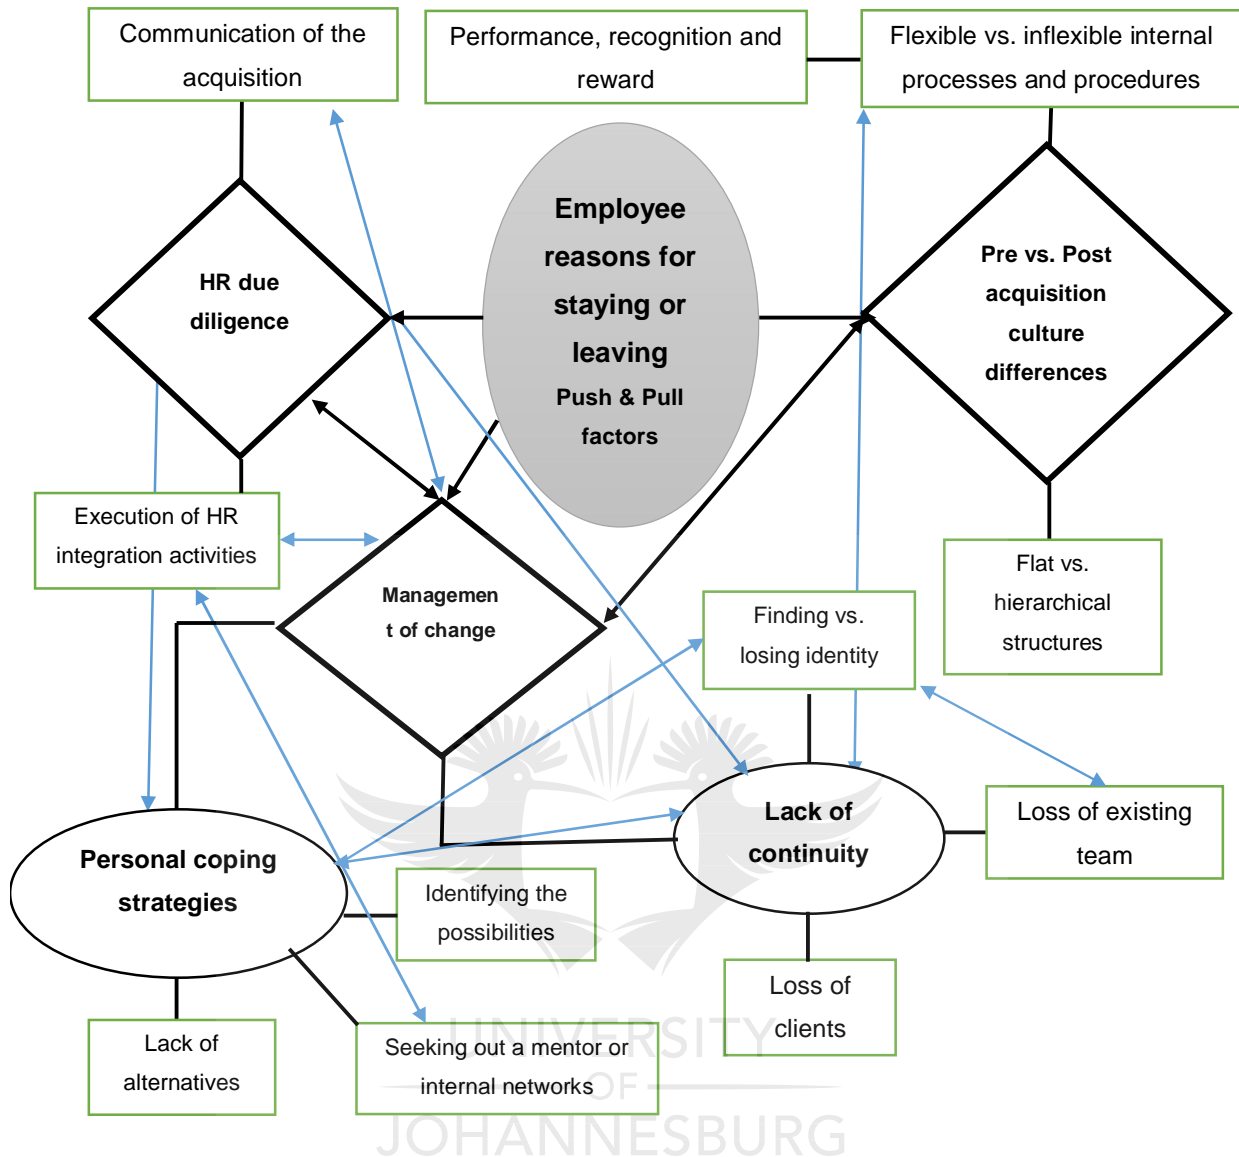 Communication of the
acquisition
Performance, recognition and
reward
Flexible vs. inflexible internal
processes and procedures
Employee
reasons for
staying or
leaving
Push & Pull
factors
HR due
diligence
Pre vs. Post
acquisition
culture
differences
Execution of HR
integration activities
Managemen
t of change
Finding vs.
losing identity
Flat vs.
hierarchical
structures
Personal coping
strategies
Lack of
continuity
Loss of existing
team
Identifying the
possibilities
Loss of
clients
Lack of
alternatives
Seeking out a mentor or
internal networks
UNIVERSITY
OF
JOHANNESBURG